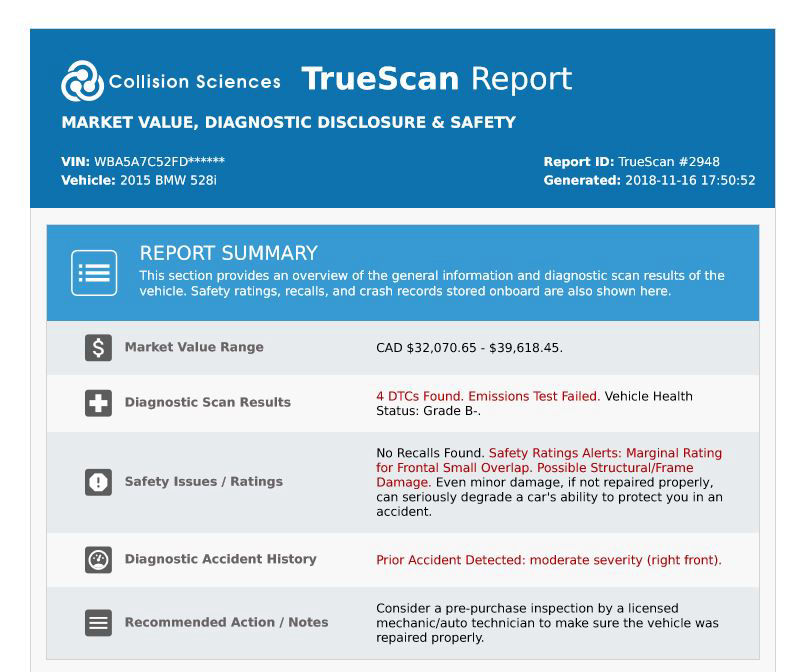 Collision Sciences TrueScan Report
MARKET VALUE, DIAGNOSTIC DISCLOSURE & SAFETY
VIN: WBA5A7C52FD******
Vehicle: 2015 BMW 528i
Report ID: TrueScan #2948
Generated: 2018-11-16 17:50:52
REPORT SUMMARY
This section provides an overview of the general information and diagnostic scan results of the
vehicle. Safety ratings, recalls, and crash records stored onboard are also shown here.
$
Market Value Range
CAD $32,070.65 - $39,618.45.
Diagnostic Scan Results
4 DTCs Found. Emissions Test Failed. Vehicle Health
Status: Grade B-.
Safety Issues / Ratings
No Recalls Found. Safety Ratings Alerts: Marginal Rating
for Frontal Small Overlap. Possible Structural/Frame
Damage. Even minor damage, if not repaired properly,
can seriously degrade a car's ability to protect you in an
accident.
Diagnostic Accident History
Prior Accident Detected: moderate severity (right front).
Recommended Action / Notes
Consider a pre-purchase inspection by a licensed
mechanic/auto technician to make sure the vehicle was
repaired properly.